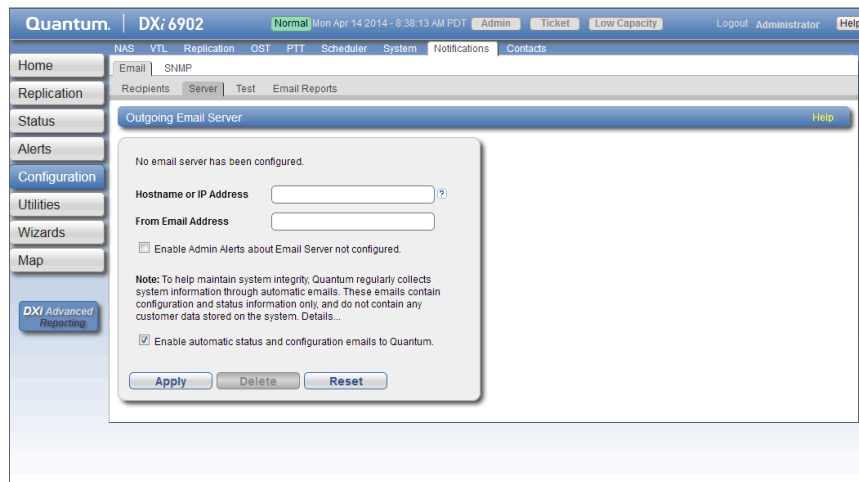 Quantum. DXi 6902 Normal Mon Apr 14 2014 - 8:38:13 AM PDT Admin Ticket Low Capacity Logout Administrator Help
NAS VTL Replication OST PTT Scheduler System Notifications Contacts
Email SNMP
Recipients Server Test Email Reports
Home
Replication
Status
Alerts
Configuration
Utilities
Wizards
Map
DXi Advanced
Reporting
Outgoing Email Server Help
No email server has been configured.
Hostname or IP Address ?
From Email Address
Enable Admin Alerts about Email Server not configured.
Note: To help maintain system integrity, Quantum regularly collects
system information through automatic emails. These emails contain
configuration and status information only, and do not contain any
customer data stored on the system. Details...
Enable automatic status and configuration emails to Quantum.
Apply Delete Reset